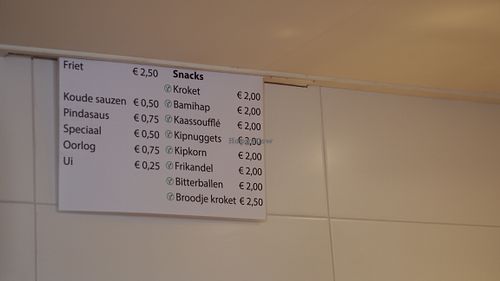 Friet € 2,50
Koude sauzen € 0,50
Pindasaus € 0,75
Speciaal € 0,50
Oorlog € 0,75
Ui € 0,25
Snacks
Kroket € 2,00
Bamihap € 2,00
Kaassoufflé € 2,00
Kipnuggets € 2,00
Kipkorn € 2,00
Frikandel € 2,00
Bitterballen € 2,00
Broodje kroket € 2,50